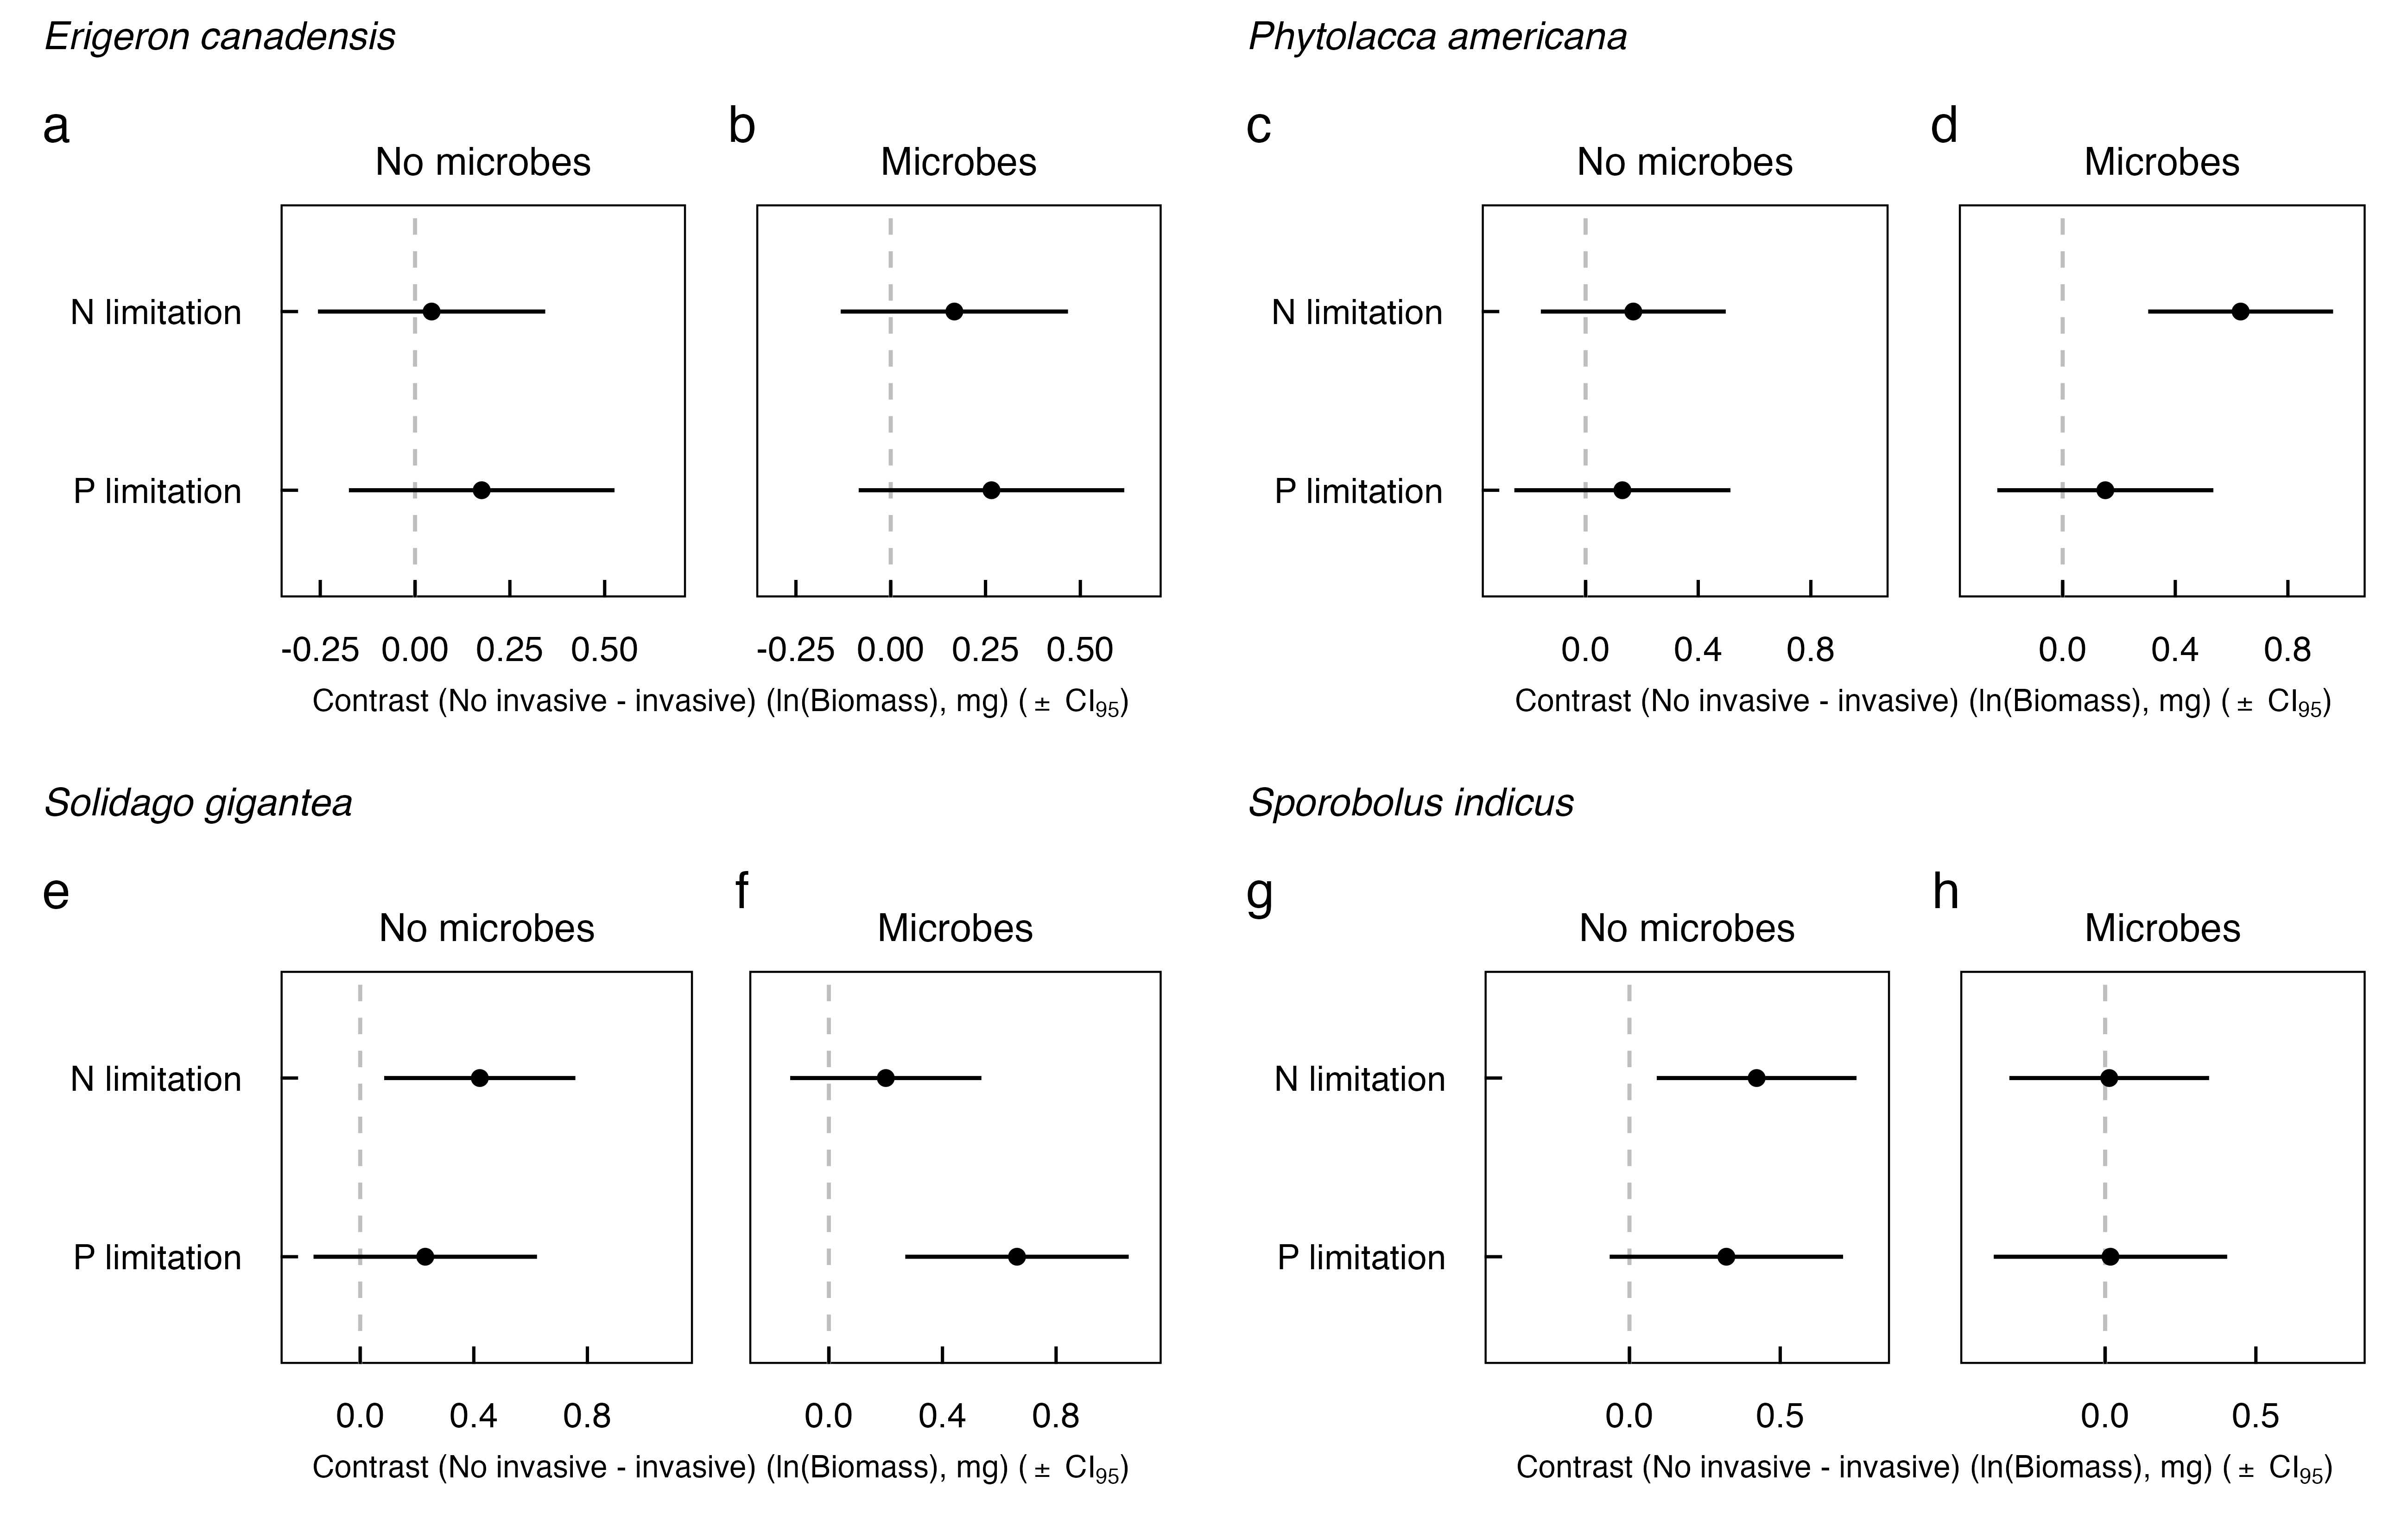 Erigeron canadensis
Phytolacca americana
a
b
c
d
No microbes
Microbes
No microbes
Microbes
N limitation
P limitation
N limitation
P limitation
-0.25 0.00 0.25 0.50
-0.25 0.00 0.25 0.50
0.0 0.4 0.8
0.0 0.4 0.8
Contrast (No invasive - invasive) (ln(Biomass), mg) ( ± CI95)
Contrast (No invasive - invasive) (ln(Biomass), mg) ( ± CI95)
Solidago gigantea
Sporobolus indicus
e
f
g
h
No microbes
Microbes
No microbes
Microbes
N limitation
P limitation
N limitation
P limitation
0.0 0.4 0.8
0.0 0.4 0.8
0.0 0.5
0.0 0.5
Contrast (No invasive - invasive) (ln(Biomass), mg) ( ± CI95)
Contrast (No invasive - invasive) (ln(Biomass), mg) ( ± CI95)